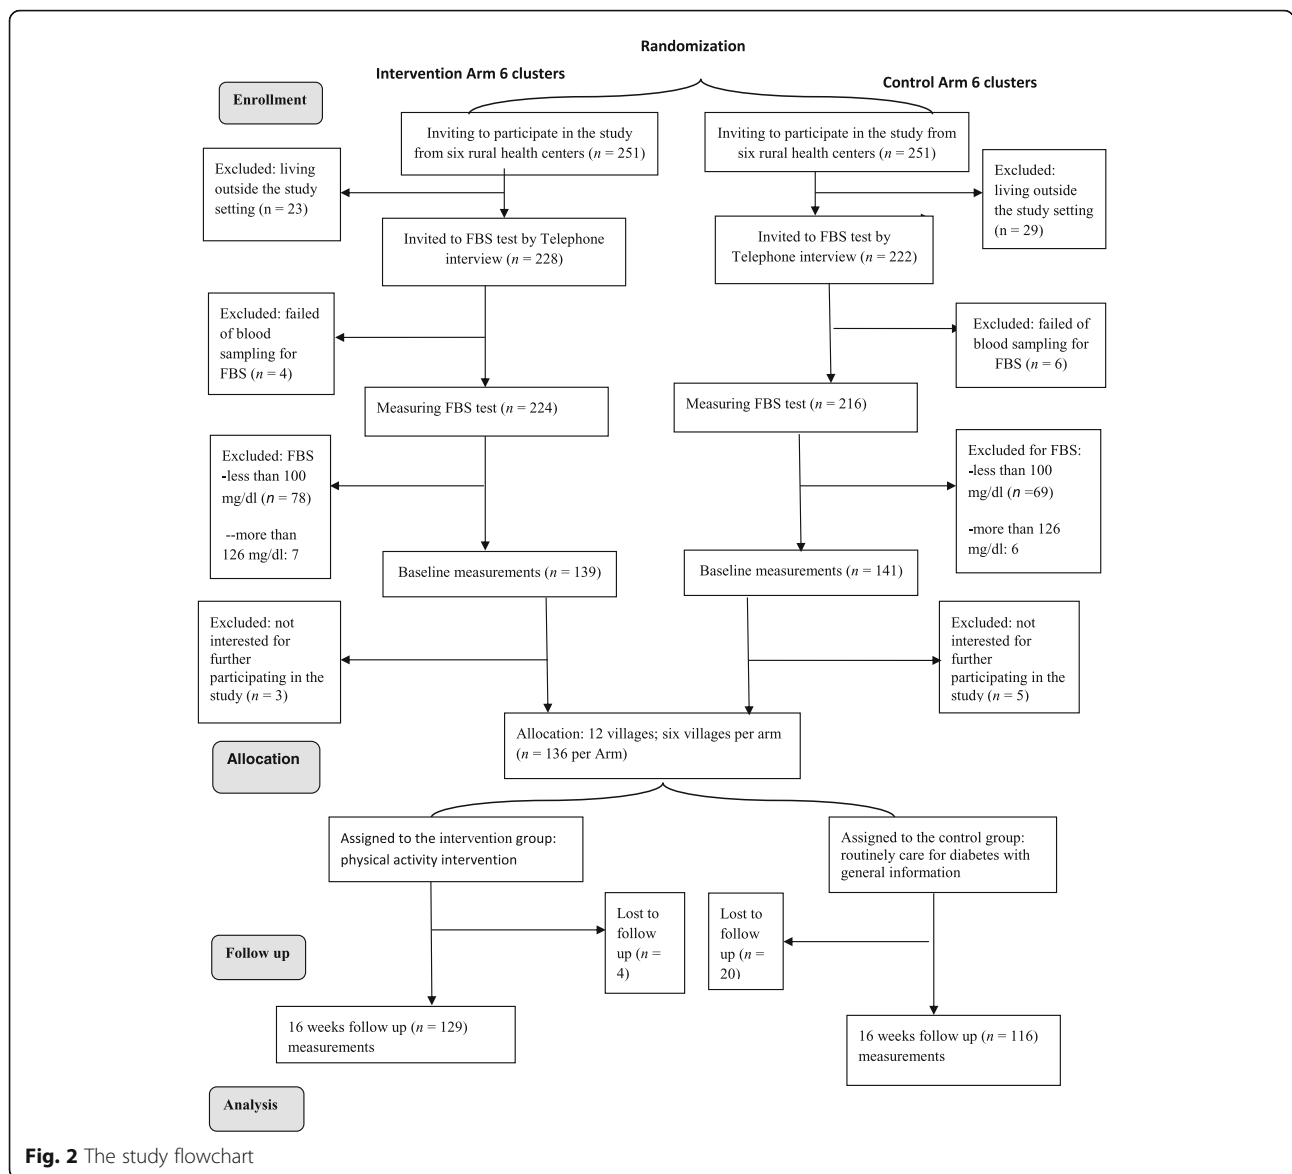 Randomization
Intervention Arm 6 clusters
Control Arm 6 clusters
Enrollment
Inviting to participate in the study
from six rural health centers (n = 251)
Inviting to participate in the study from
six rural health centers (n = 251)
Excluded: living
outside the study
setting (n = 23)
Excluded:
living outside
the study setting
(n = 29)
Invited to FBS test by Telephone
interview (n = 228)
Invited to FBS test by
Telephone interview (n = 222)
Excluded: failed
of blood
sampling for
FBS (n = 4)
Excluded: failed of
blood sampling for
FBS (n = 6)
Measuring FBS test (n = 224)
Measuring FBS test (n = 216)
Excluded: FBS
-less than 100
mg/dl (n = 78)
--more than
126 mg/dl: 7
Excluded for FBS:
-less than 100
mg/dl (n =69)
-more than 126
mg/dl: 6
Baseline measurements (n = 139)
Baseline measurements (n = 141)
Excluded: not
interested for
further
participating in the
study (n = 3)
Excluded: not
interested for
further
participating in the
study (n = 5)
Allocation: 12 villages; six villages per arm
(n = 136 per Arm)
Allocation
Assigned to the intervention group:
physical activity intervention
Assigned to the control group:
routinely care for diabetes with
general information
Lost to
follow
up (n =
4)
Lost to
follow
up (n =
20)
Follow up
16 weeks follow up (n = 129)
measurements
16 weeks follow up (n = 116)
measurements
Analysis
Fig. 2 The study flowchart